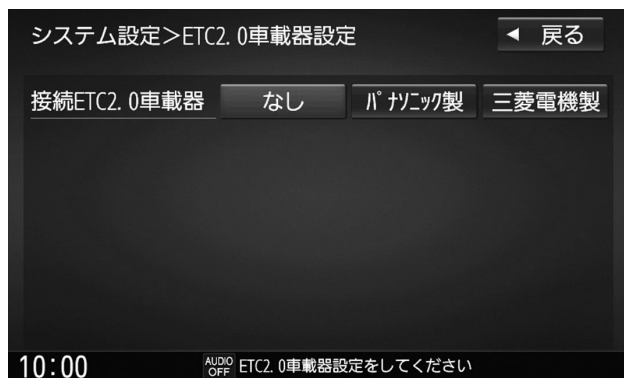 システム設定＞ETC2. 0車載器設定 ◀ 戻る
接続ETC2. 0車載器 なし ﾊﾟﾅｿﾆｯｸ製 三菱電機製
10:00 AUDIO OFF ETC2. 0車載器設定をしてください